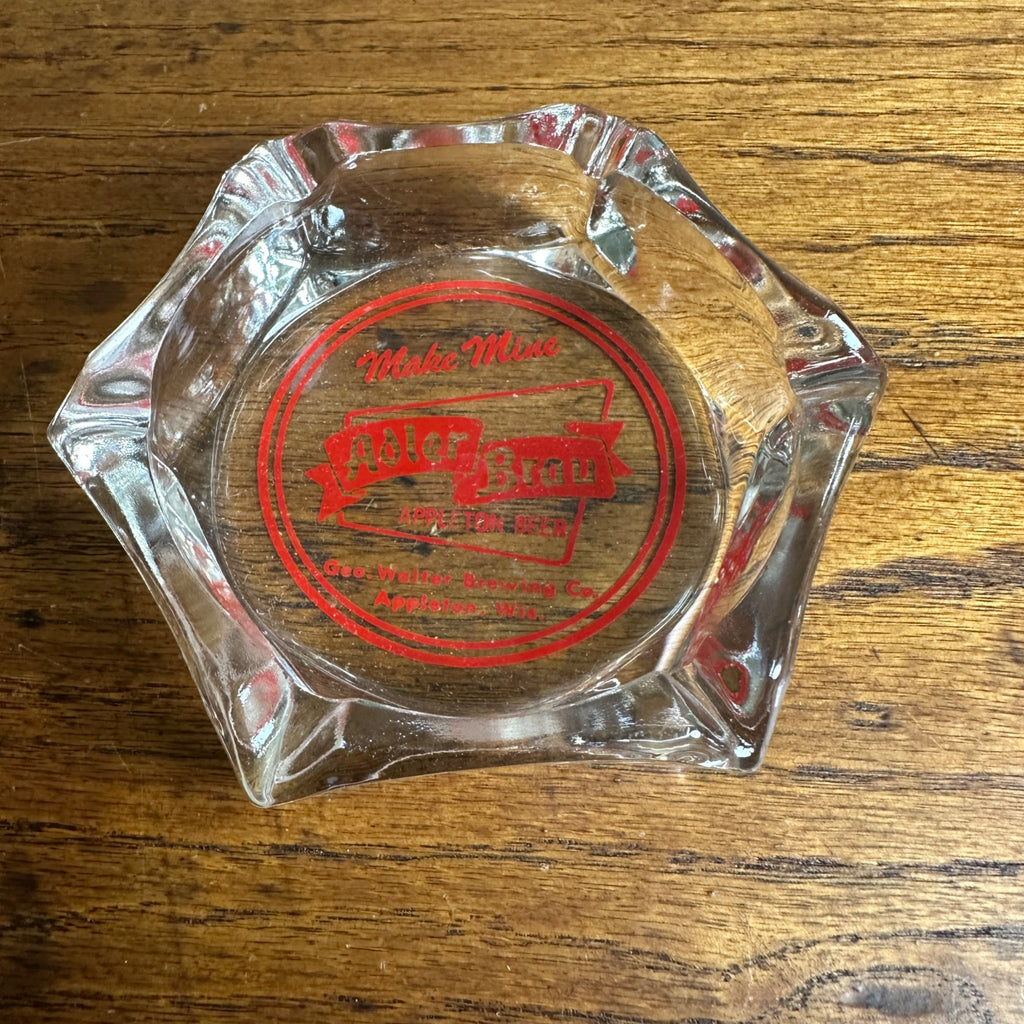 Make Mine
Adler Brau
APPLETON BEER
Geo. Walter Brewing Co.
Appleton, Wis.